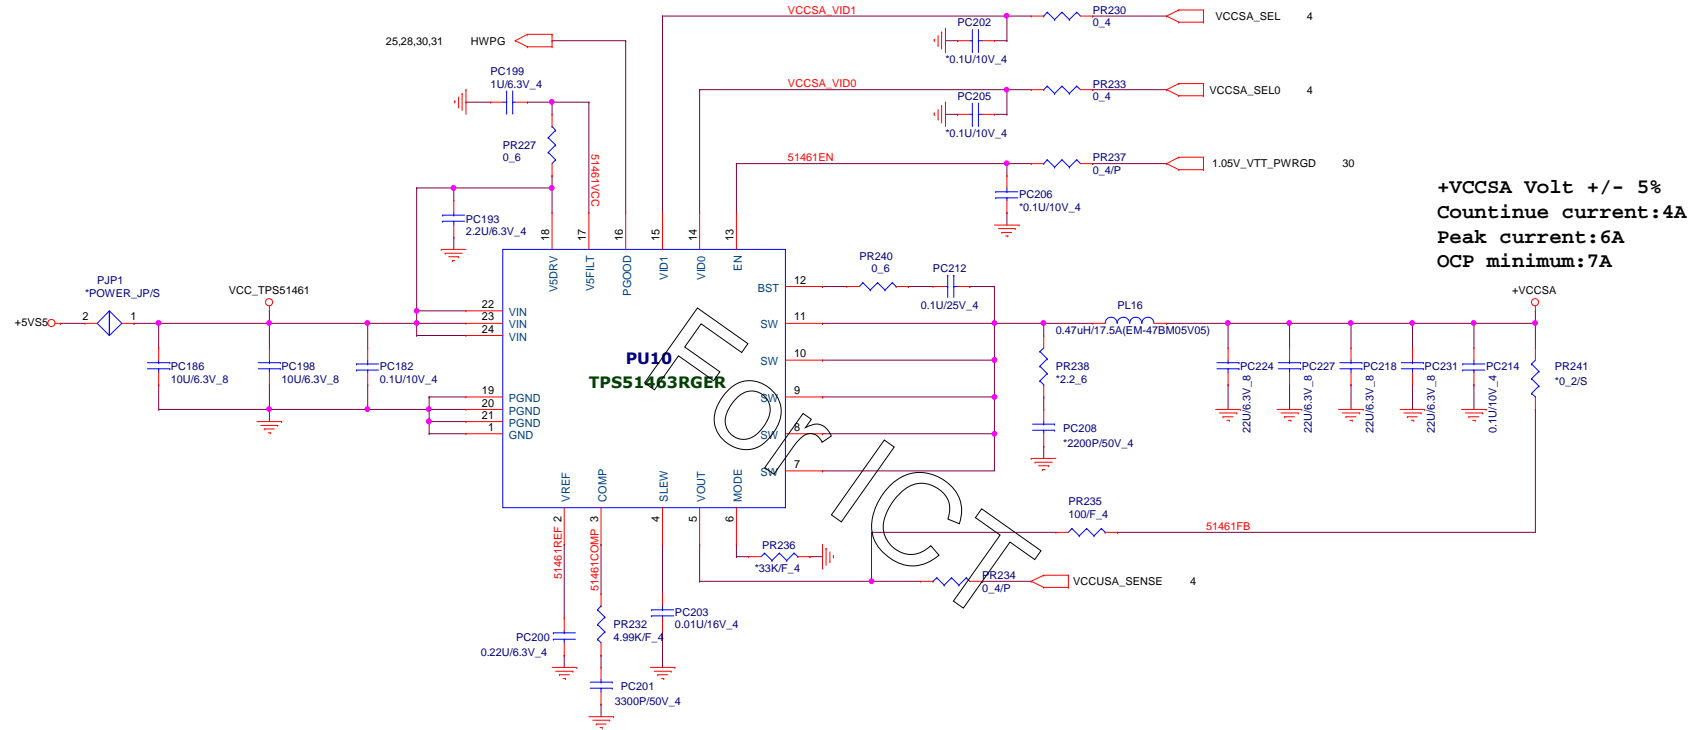 VCCSA_VID1
PR230
0_4
VCCSA_SEL 4
PC202
*0.1U/10V_4
25,28,30,31 HWPG
PC199
1U/6.3V_4
VCCSA_VID0
PR233
0_4
VCCSA_SEL0 4
PC205
*0.1U/10V_4
PR227
0_6
51461VCC
51461EN
PR237
0_4/P
1.05V_VTT_PWRGD 30
PC206
*0.1U/10V_4
PC193
2.2U/6.3V_4
+VCCSA Volt +/- 5%
Countinue current:4A
Peak current:6A
OCP minimum:7A
18
17
16
15
14
13
V5DRV
V5FILT
PGOOD
VID1
VID0
EN
PR240
0_6
PC212
0.1U/25V_4
BST 12
PJP1
*POWER_JP/S
VCC_TPS51461
+5VS5
2
1
22 VIN
23 VIN
24 VIN
SW 11
SW 10
SW 9
SW 8
SW 7
PL16
0.47uH/17.5A(EM-47BM05V05)
+VCCSA
PC186
10U/6.3V_8
PC198
10U/6.3V_8
PC182
0.1U/10V_4
PU10
TPS51463RGER
PR238
*2.2_6
PC208
*2200P/50V_4
PC224
22U/6.3V_8
PC227
22U/6.3V_8
PC218
22U/6.3V_8
PC231
22U/6.3V_8
PC214
0.1U/10V_4
PR241
*0_2/S
19 PGND
20 PGND
21 PGND
1 GND
VREF
COMP
SLEW
VOUT
MODE
2
3
4
5
6
51461REF
51461COMP
PR236
*33K/F_4
PR235
100/F_4
51461FB
PR234
0_4/P
VCCUSA_SENSE 4
PC200
0.22U/6.3V_4
PR232
4.99K/F_4
PC203
0.01U/16V_4
PC201
3300P/50V_4
For ICT